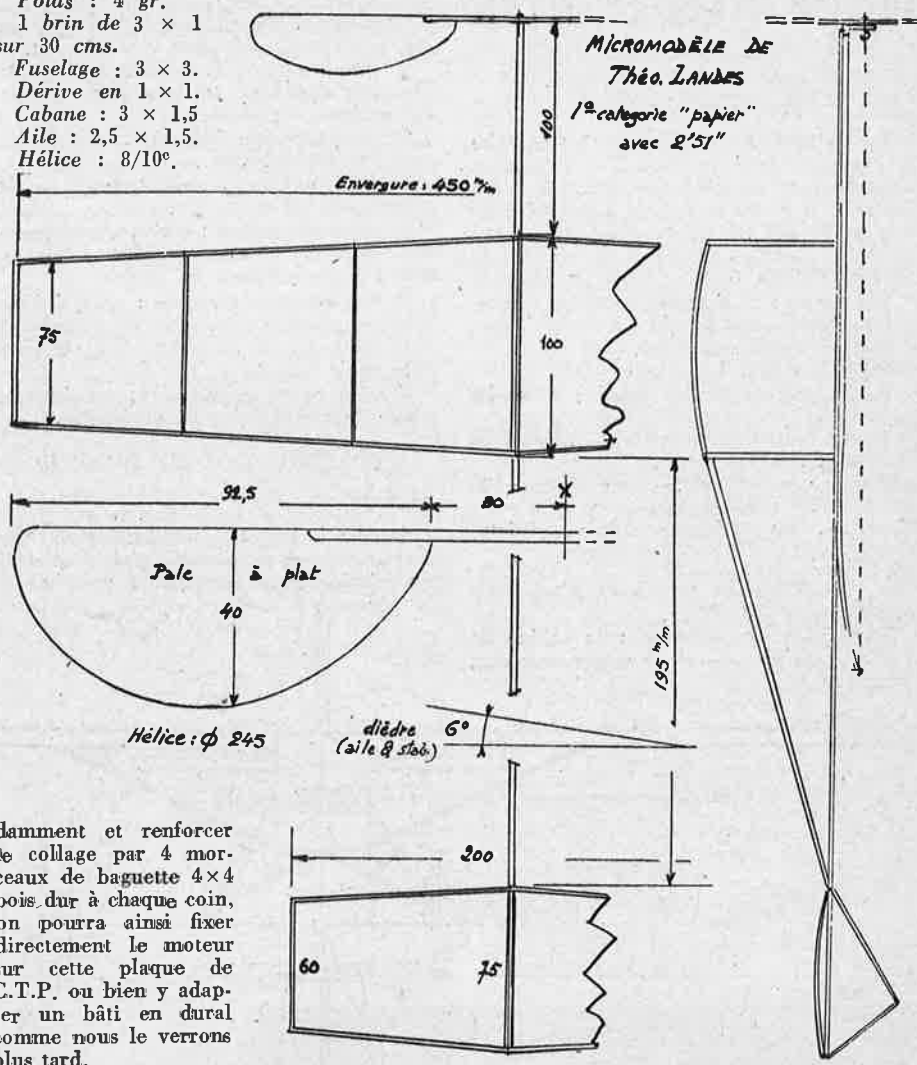 Poids : 4 gr.
1 brin de 3 × 1
sur 30 cms.
Fuselage : 3 × 3.
Dérive en 1 × 1.
Cabane : 3 × 1,5
Aile : 2,5 × 1,5.
Hélice : 8/10e.
MICROMODÈLE DE
Théo. LANDES
1e categorie "papier"
avec 2'51"
100
Envergure : 450 m/m
75
100
92,5
30
Pale à plat
40
195 m/m
Hélice : ϕ 245
dièdre
(aile & stab.)
6°
200
60
75
damment et renforcer
le collage par 4 mor-
ceaux de baguette 4×4
bois dur à chaque coin,
on pourra ainsi fixer
directement le moteur
sur cette plaque de
C.T.P. ou bien y adap-
ter un bâti en dural
comme nous le verrons
plus tard.